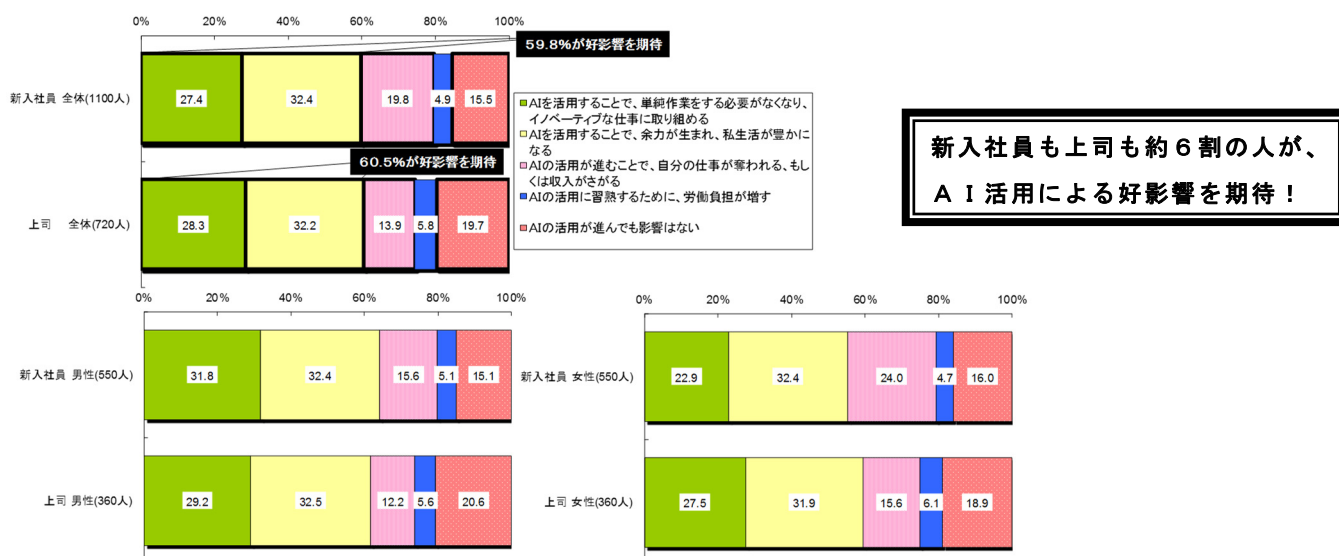 0% 20% 40% 60% 80% 100%
59.8%が好影響を期待
新入社員 全体(1100人)
27.4 32.4 19.8 4.9 15.5
60.5%が好影響を期待
上司 全体(720人)
28.3 32.2 13.9 5.8 19.7
AIを活用することで、単純作業をする必要がなくなり、
イノベーティブな仕事に取り組める
AIを活用することで、余力が生まれ、私生活が豊かに
なる
AIの活用が進むことで、自分の仕事が奪われる、もし
くは収入がさがる
AIの活用に習熟するために、労働負担が増す
AIの活用が進んでも影響はない
新入社員も上司も約6割の人が、
AI活用による好影響を期待!
0% 20% 40% 60% 80% 100%
新入社員 男性(550人)
31.8 32.4 15.6 5.1 15.1
上司 男性(360人)
29.2 32.5 12.2 5.6 20.6
0% 20% 40% 60% 80% 100%
新入社員 女性(550人)
22.9 32.4 24.0 4.7 16.0
上司 女性(360人)
27.5 31.9 15.6 6.1 18.9